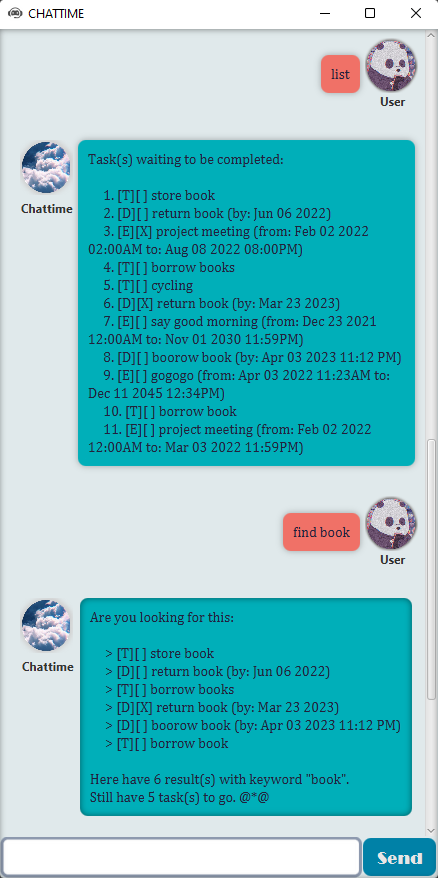 CHATTIME
list
User
Task(s) waiting to be completed:
1. [T][ ] store book
2. [D][ ] return book (by: Jun 06 2022)
3. [E][X] project meeting (from: Feb 02 2022
02:00AM to: Aug 08 2022 08:00PM)
4. [T][ ] borrow books
5. [T][ ] cycling
6. [D][X] return book (by: Mar 23 2023)
7. [E][ ] say good morning (from: Dec 23 2021
12:00AM to: Nov 01 2030 11:59PM)
8. [D][ ] boorow book (by: Apr 03 2023 11:12 PM)
9. [E][ ] gogogo (from: Apr 03 2022 11:23AM to:
Dec 11 2045 12:34PM)
10. [T][ ] borrow book
11. [E][ ] project meeting (from: Feb 02 2022
12:00AM to: Mar 03 2022 11:59PM)
Chattime
find book
User
Are you looking for this:
> [T][ ] store book
> [D][ ] return book (by: Jun 06 2022)
> [T][ ] borrow books
> [D][X] return book (by: Mar 23 2023)
> [D][ ] boorow book (by: Apr 03 2023 11:12 PM)
> [T][ ] borrow book
Here have 6 result(s) with keyword "book".
Still have 5 task(s) to go. @*@
Chattime
Send